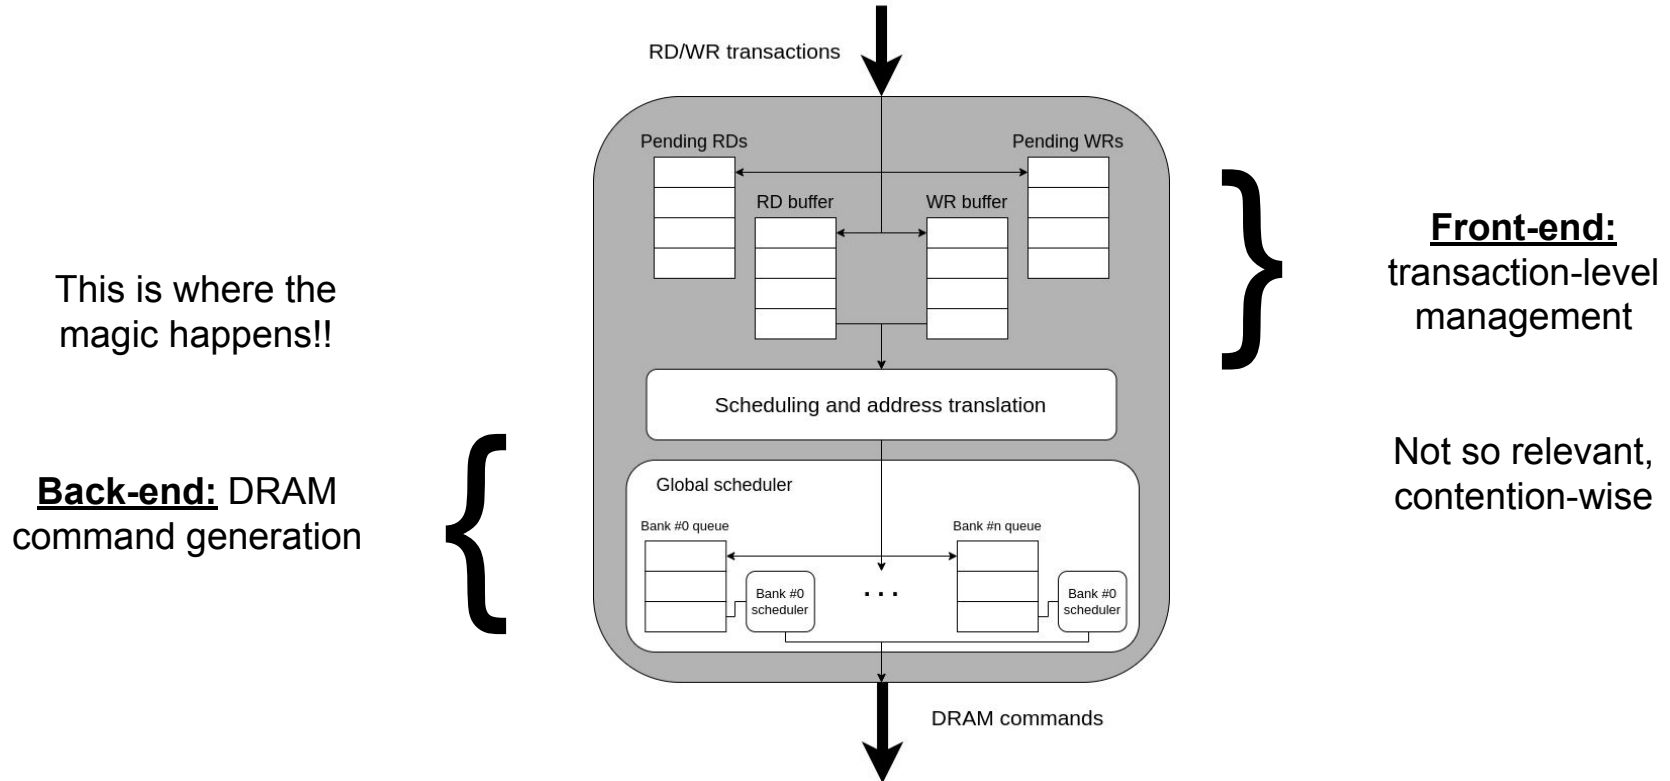 RD/WR transactions
Pending RDs
Pending WRs
RD buffer
WR buffer
Front-end:
transaction-level
management
This is where the
magic happens!!
Scheduling and address translation
Not so relevant,
contention-wise
Back-end: DRAM
command generation
Global scheduler
Bank #0 queue
Bank #n queue
Bank #0
scheduler
. . .
Bank #0
scheduler
DRAM commands